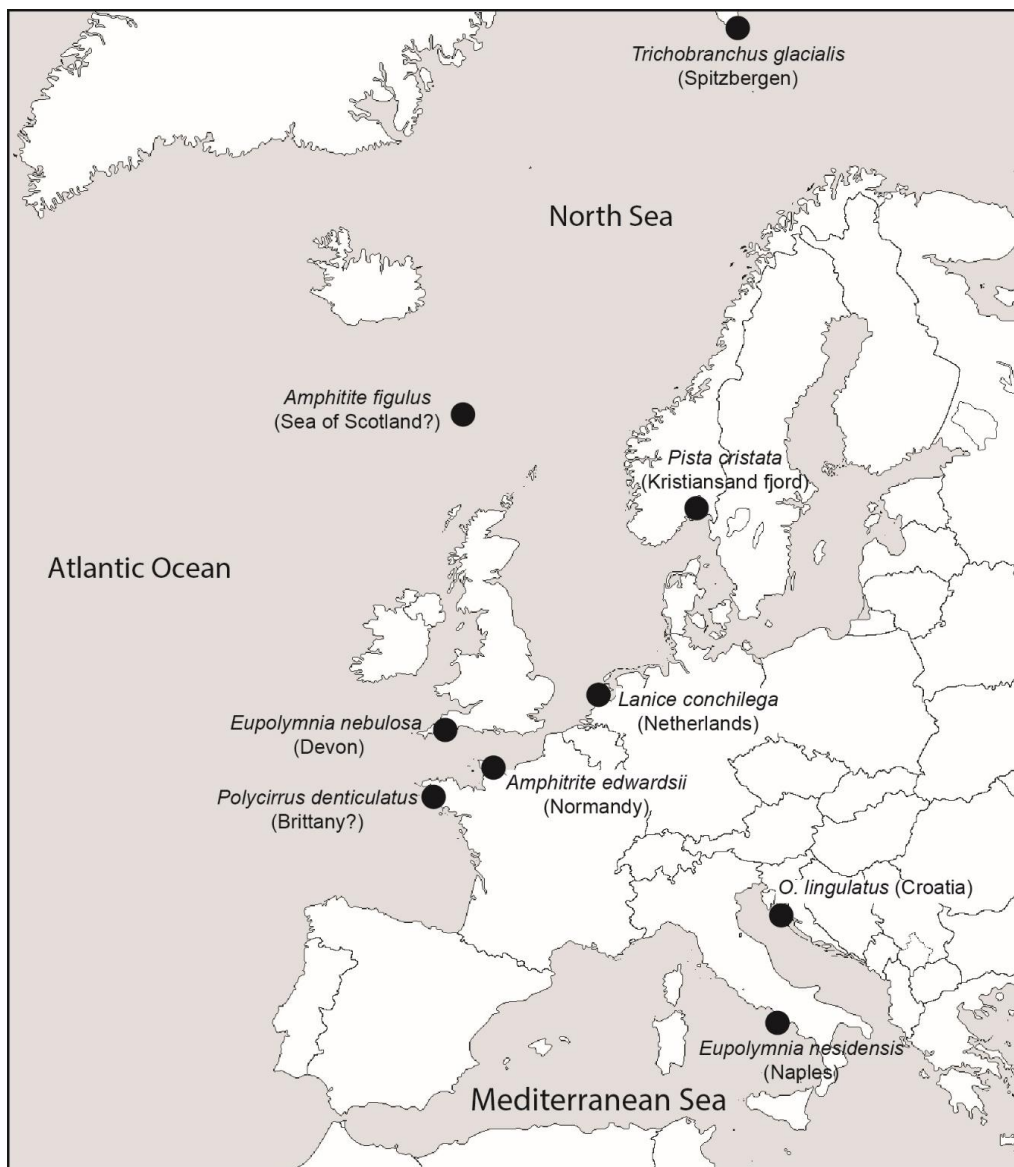 Trichobranchus glacialis
(Spitzbergen)
North Sea
Amphitite figulus
(Sea of Scotland?)
Pista cristata
(Kristiansand fjord)
Atlantic Ocean
Lanice conchilega
(Netherlands)
Eupolymnia nebulosa
(Devon)
Amphitrite edwardsii
(Normandy)
Polycirrus denticulatus
(Brittany?)
O. lingulatus (Croatia)
Eupolymnia nesidensis
(Naples)
Mediterranean Sea